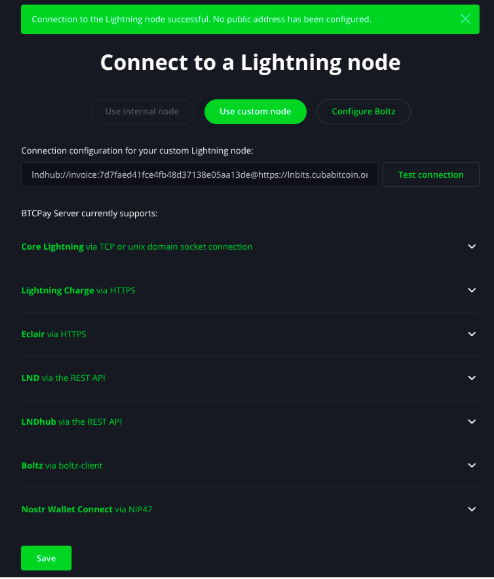 Connection to the Lightning node successful. No public address has been configured.
Connect to a Lightning node
Use internal node
Use custom node
Configure Boltz
Connection configuration for your custom Lightning node:
lndhub://invoice:7d7faed41fce4fb48d37138e05aa13de@https://lnbits.cubabitcoin.or
Test connection
BTCPay Server currently supports:
Core Lightning via TCP or unix domain socket connection
Lightning Charge via HTTPS
Eclair via HTTPS
LND via the REST API
LNDhub via the REST API
Boltz via boltz-client
Nostr Wallet Connect via NIP47
Save